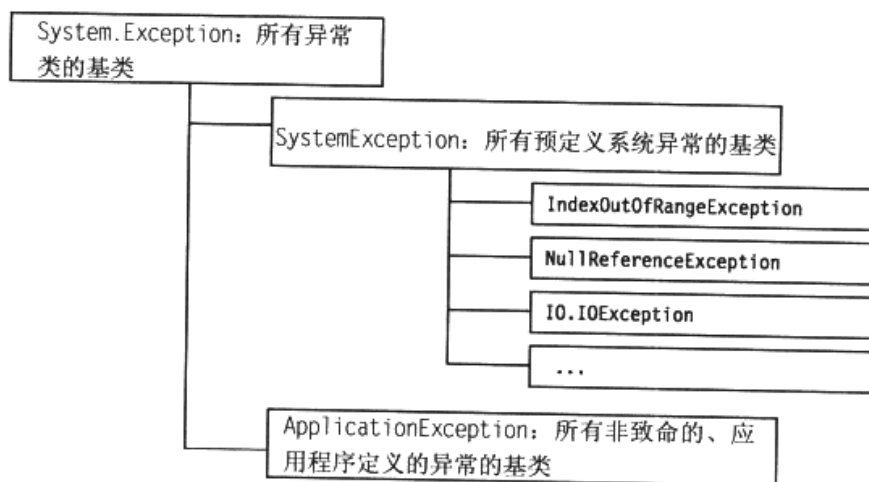 System.Exception：所有异常
类的基类
SystemException：所有预定义系统异常的基类
IndexOutOfRangeException
NullReferenceException
IO.IOException
...
ApplicationException：所有非致命的、应
用程序定义的异常的基类